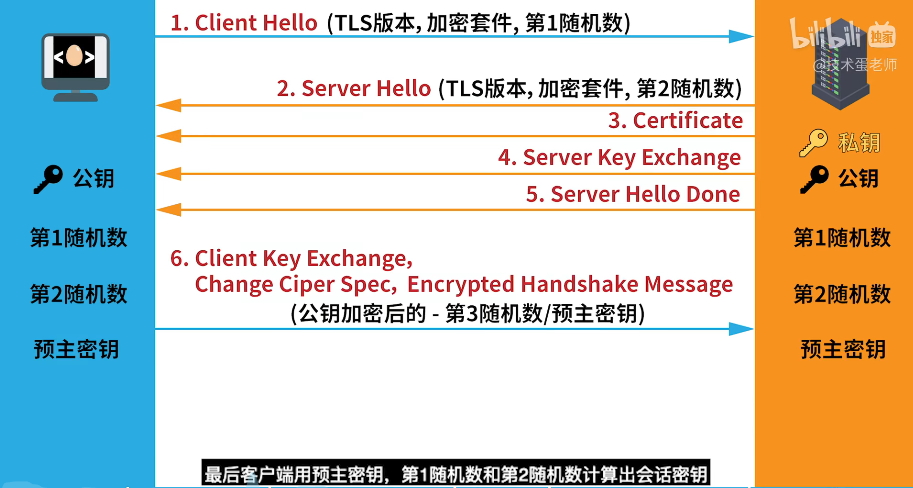 1. Client Hello (TLS版本, 加密套件, 第1随机数)
bilibili 独家
@技术蛋老师
< >
2. Server Hello (TLS版本, 加密套件, 第2随机数)
3. Certificate
私钥
4. Server Key Exchange
公钥
公钥
5. Server Hello Done
第1随机数
第1随机数
6. Client Key Exchange,
Change Ciper Spec, Encrypted Handshake Message
第2随机数
第2随机数
(公钥加密后的 - 第3随机数/预主密钥)
预主密钥
预主密钥
最后客户端用预主密钥，第1随机数和第2随机数计算出会话密钥